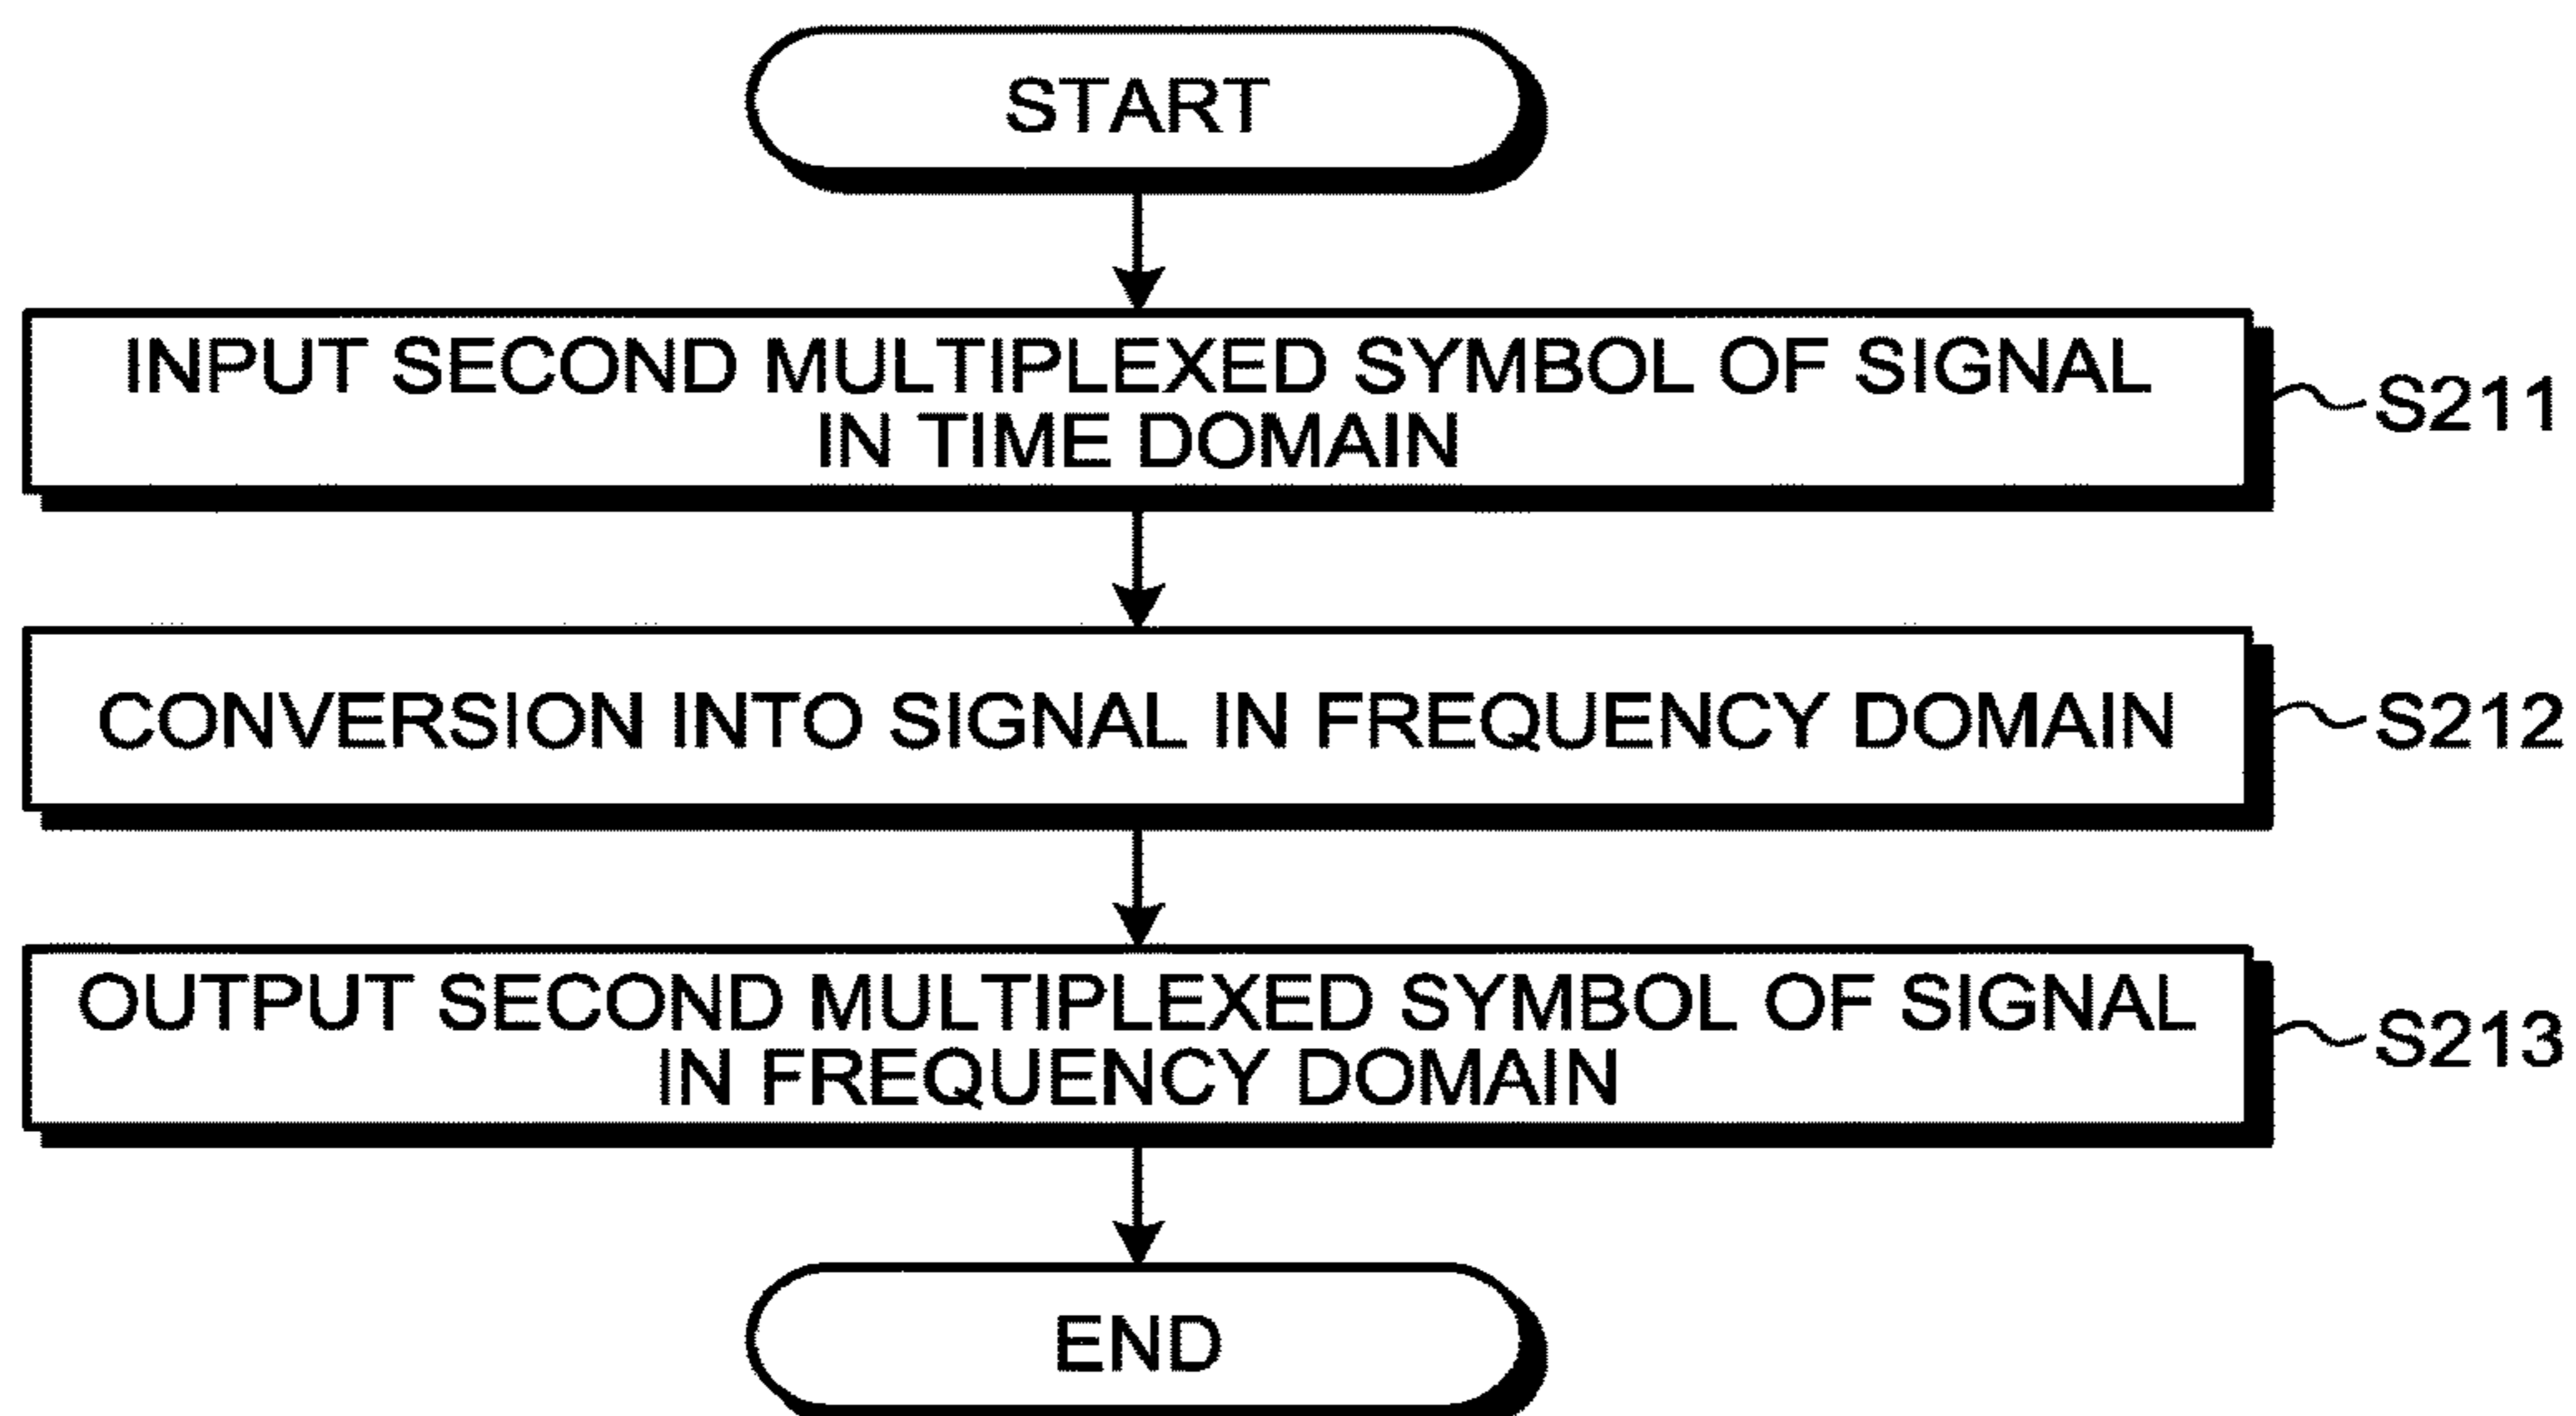 START
INPUT SECOND MULTIPLEXED SYMBOL OF SIGNAL
IN TIME DOMAIN
S211
CONVERSION INTO SIGNAL IN FREQUENCY DOMAIN
S212
OUTPUT SECOND MULTIPLEXED SYMBOL OF SIGNAL
IN FREQUENCY DOMAIN
S213
END